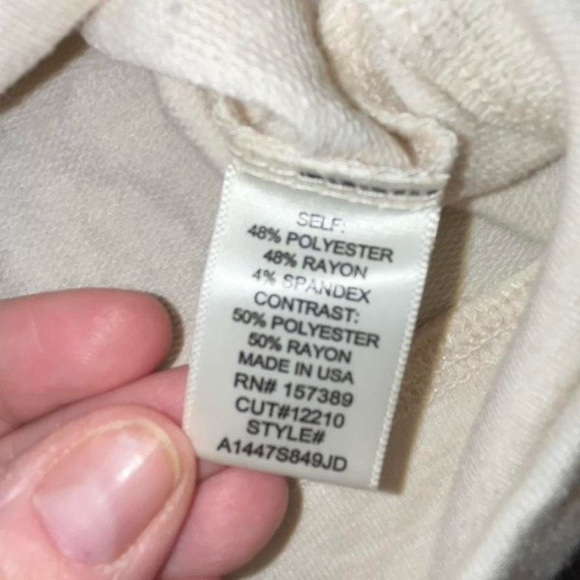 SELF:
48% POLYESTER
48% RAYON
4% SPANDEX
CONTRAST:
50% POLYESTER
50% RAYON
MADE IN USA
RN# 157389
CUT#12210
STYLE#
A1447S849JD